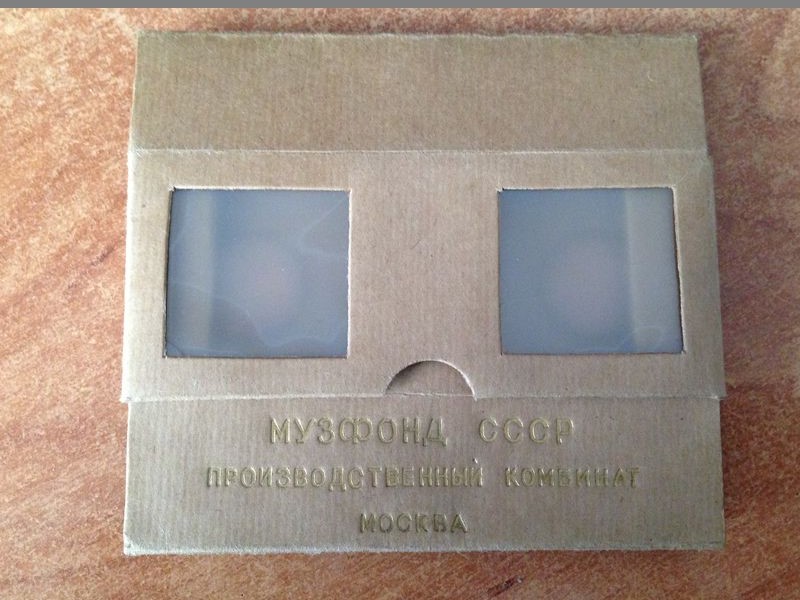 МУЗФОНД СССР
ПРОИЗВОДСТВЕННЫЙ КОМБИНАТ
МОСКВА